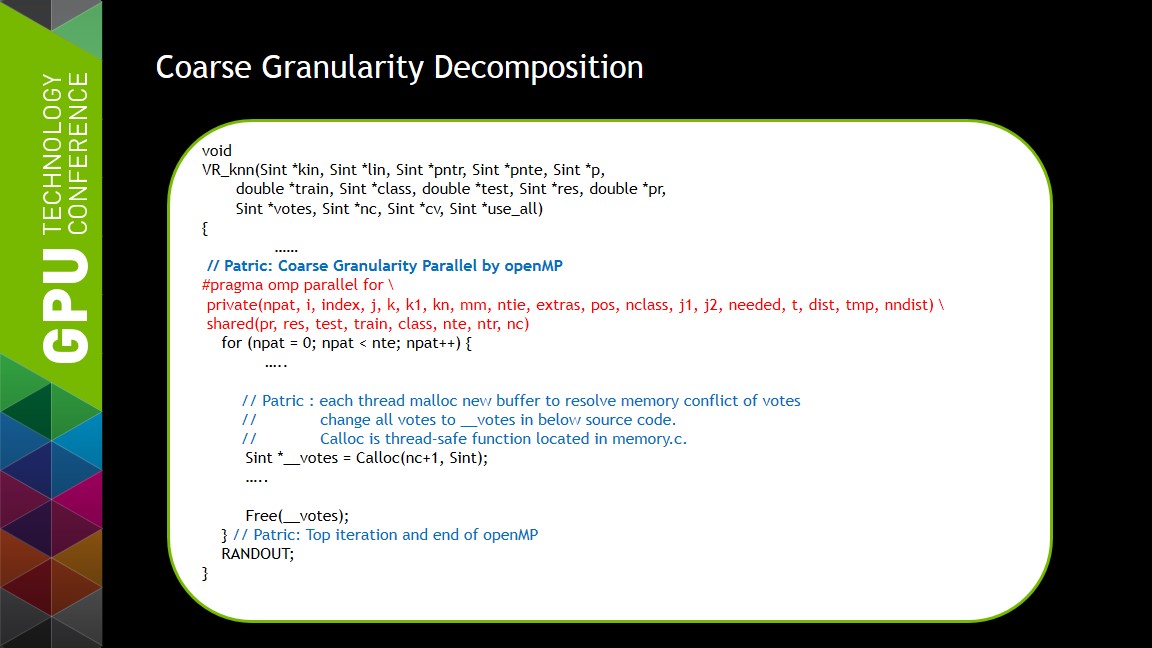 GPU TECHNOLOGY
CONFERENCE
Coarse Granularity Decomposition
void
VR_knn(Sint *kin, Sint *lin, Sint *pntr, Sint *pnte, Sint *p,
double *train, Sint *class, double *test, Sint *res, double *pr,
Sint *votes, Sint *nc, Sint *cv, Sint *use_all)
{
……
// Patric: Coarse Granularity Parallel by openMP
#pragma omp parallel for \
private(npat, i, index, j, k, k1, kn, mm, ntie, extras, pos, nclass, j1, j2, needed, t, dist, tmp, nndist) \
shared(pr, res, test, train, class, nte, ntr, nc)
for (npat = 0; npat < nte; npat++) {
…..
// Patric : each thread malloc new buffer to resolve memory conflict of votes
// change all votes to __votes in below source code.
// Calloc is thread-safe function located in memory.c.
Sint *__votes = Calloc(nc+1, Sint);
…..
Free(__votes);
} // Patric: Top iteration and end of openMP
RANDOUT;
}